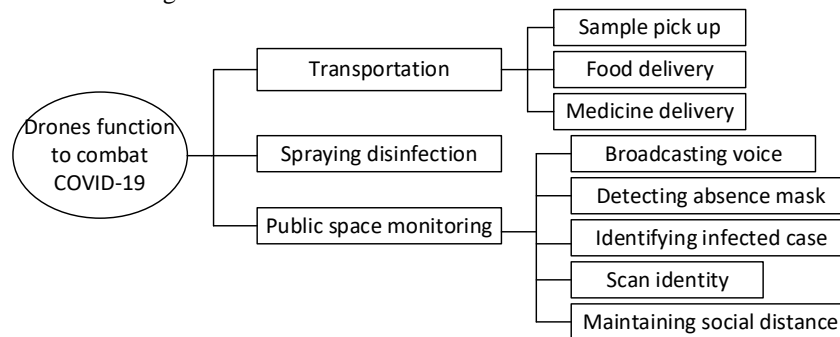 Sample pick up
Transportation
Food delivery
Medicine delivery
Drones function
to combat
COVID-19
Spraying disinfection
Broadcasting voice
Detecting absence mask
Public space monitoring
Identifying infected case
Scan identity
Maintaining social distance